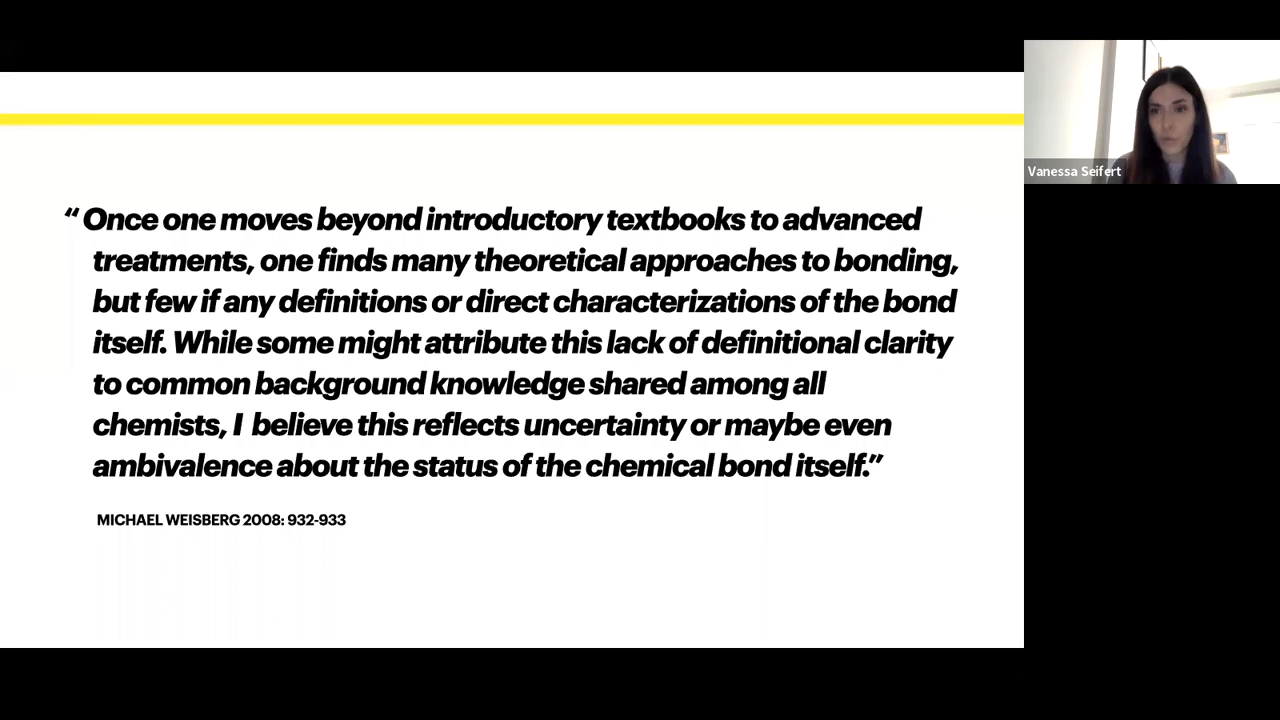 “ Once one moves beyond introductory textbooks to advanced
treatments, one finds many theoretical approaches to bonding,
but few if any definitions or direct characterizations of the bond
itself. While some might attribute this lack of definitional clarity
to common background knowledge shared among all
chemists, I believe this reflects uncertainty or maybe even
ambivalence about the status of the chemical bond itself.”
MICHAEL WEISBERG 2008: 932-933
Vanessa Seifert